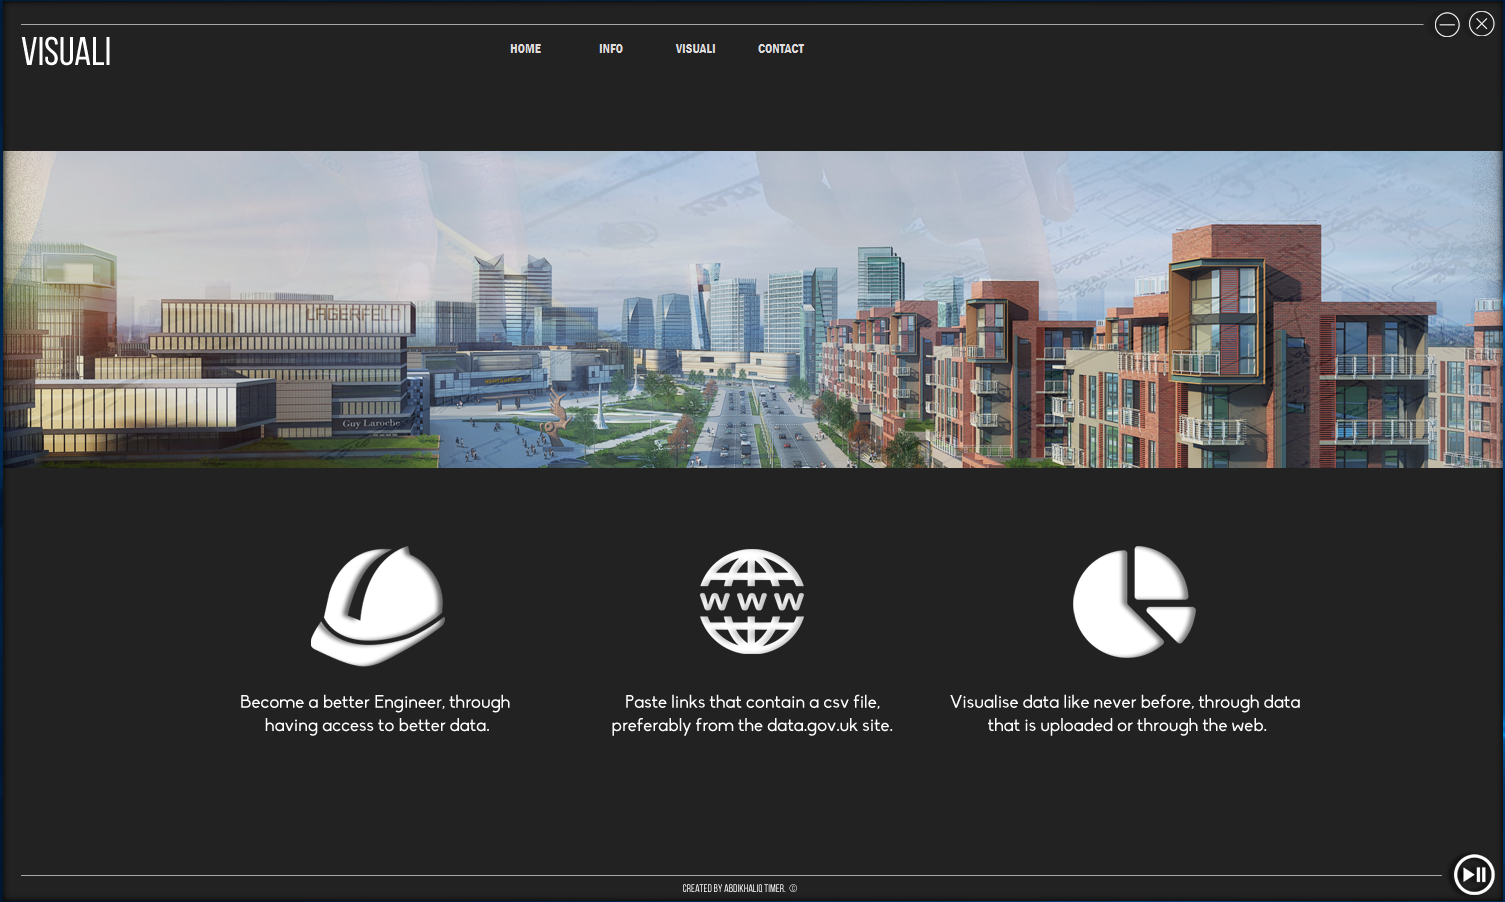 VISUALI
HOME INFO VISUALI CONTACT
LAGERFELD
Guy Laroche
www
Become a better Engineer, through
having access to better data.
Paste links that contain a csv file,
preferably from the data.gov.uk site.
Visualise data like never before, through data
that is uploaded or through the web.
CREATED BY ABDIKHALIQ TIMER. ©